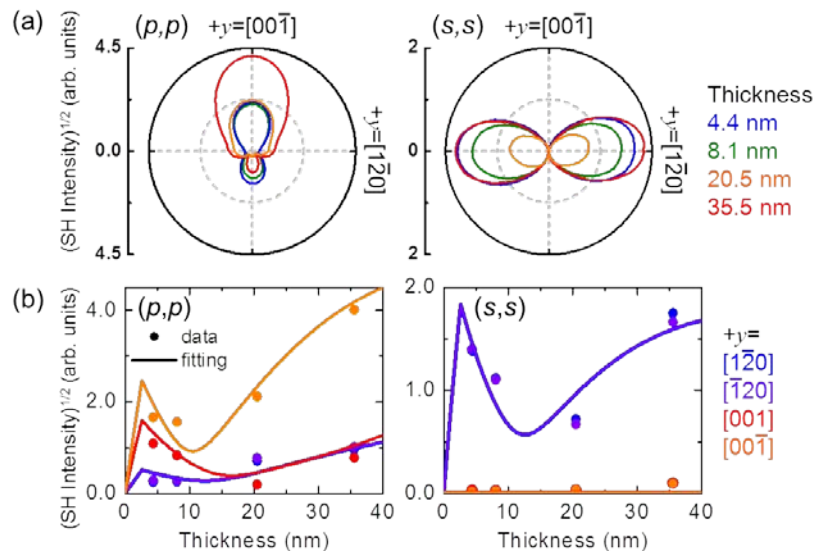 (a) (p,p) +y=[001̄] (s,s) +y=[001̄]
(SH Intensity)^1/2 (arb. units)
4.5
0.0
4.5
+y=[12̄0]
2
0
2
+y=[12̄0]
Thickness
4.4 nm
8.1 nm
20.5 nm
35.5 nm
(b) (p,p) (s,s)
(SH Intensity)^1/2 (arb. units)
4.0
2.0
0.0
data
fitting
0 10 20 30 40
Thickness (nm)
2.0
1.0
0.0
0 10 20 30 40
Thickness (nm)
+y=
[12̄0]
[1̄20]
[001]
[001̄]